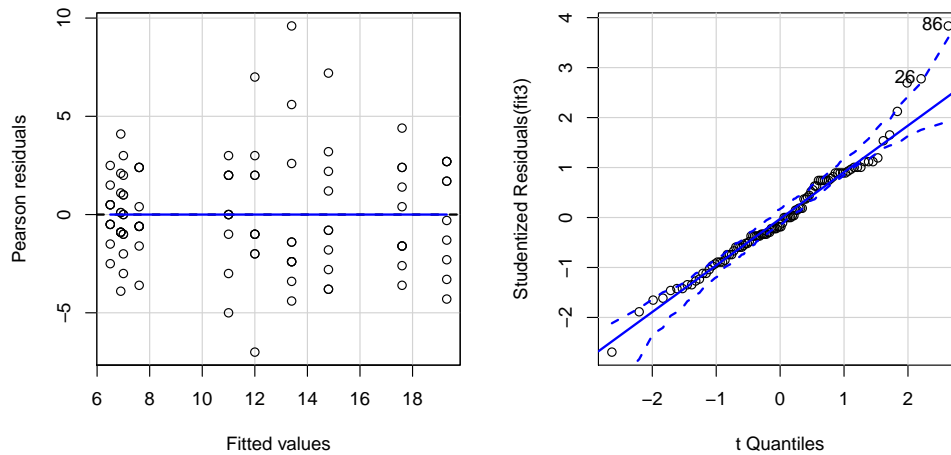 Pearson residuals
10
5
0
−5
6 8 10 12 14 16 18
Fitted values
Studentized Residuals(fit3)
4
3
2
1
0
−1
−2
86
26
−2 −1 0 1 2
t Quantiles